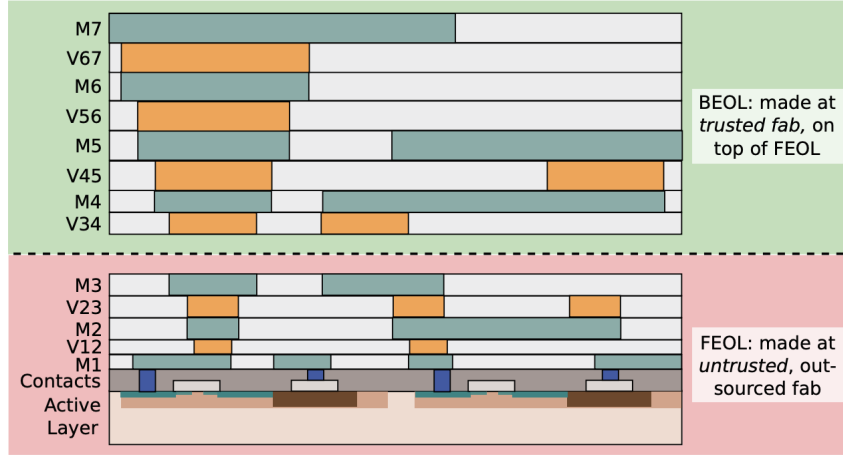 M7
V67
M6
V56
M5
V45
M4
V34
BEOL: made at
trusted fab, on
top of FEOL
M3
V23
M2
V12
M1
Contacts
Active
Layer
FEOL: made at
untrusted, out-
sourced fab